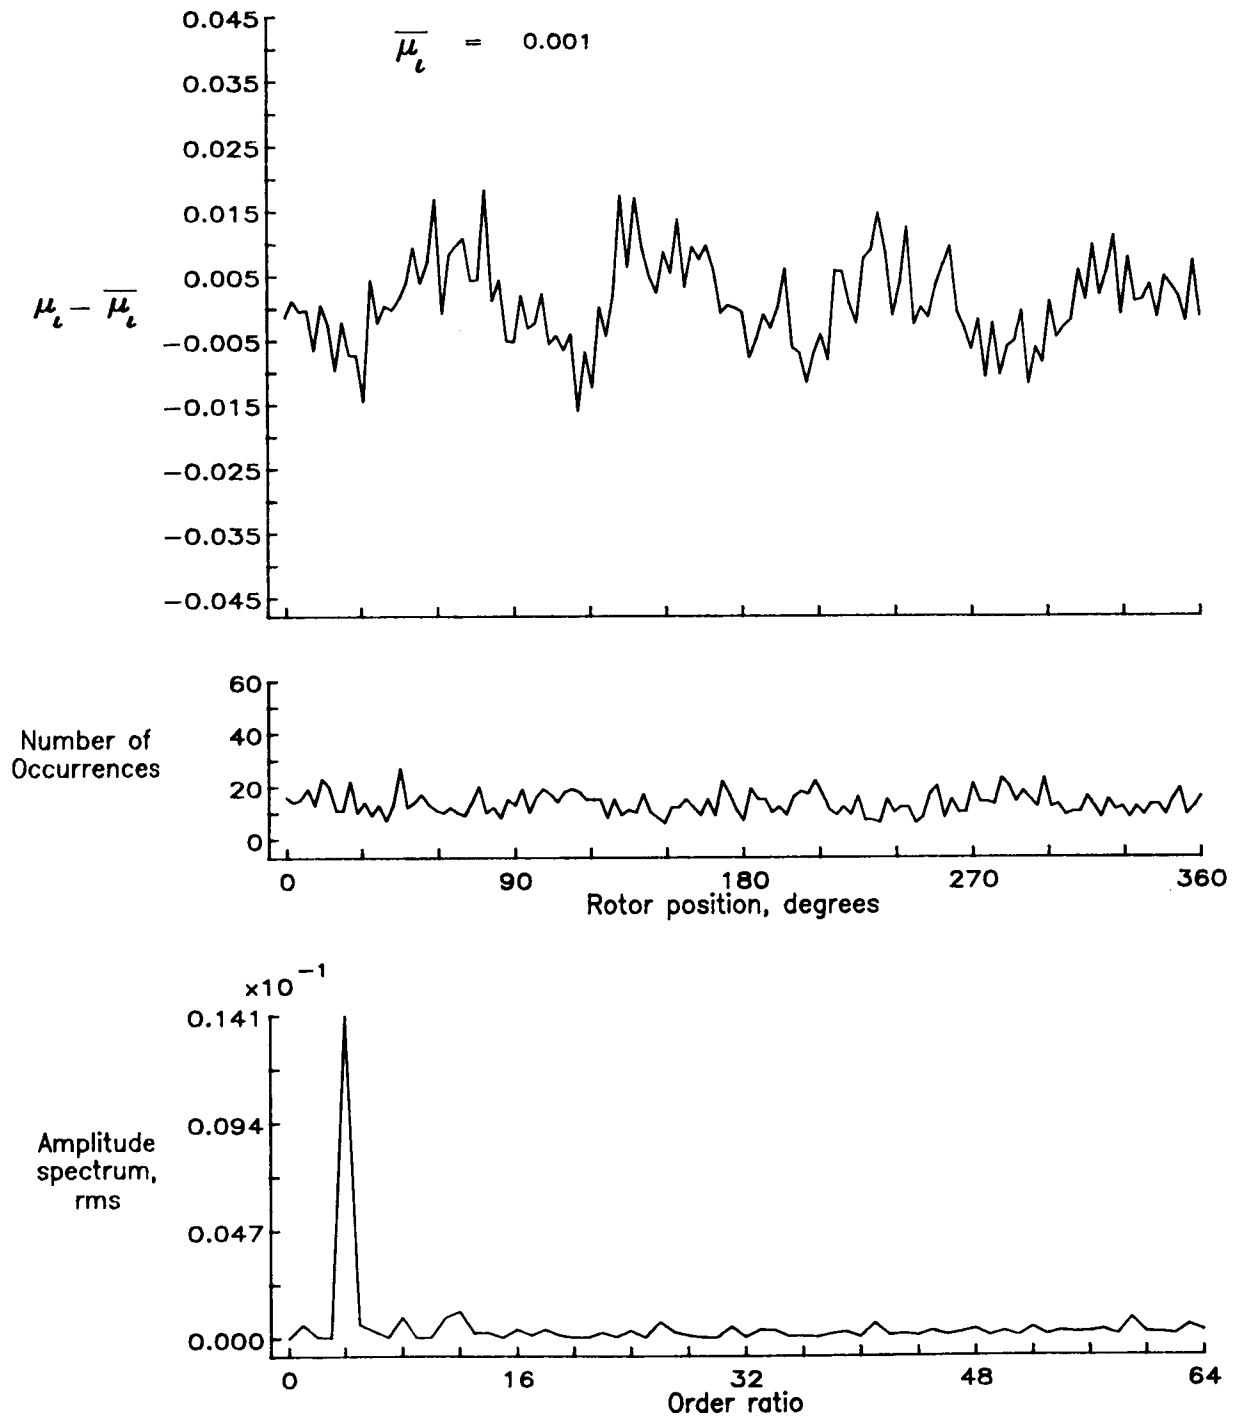 0.045
μ̅ι = 0.001
0.035
0.025
0.015
0.005
μι – μ̅ι
−0.005
−0.015
−0.025
−0.035
−0.045
60
Number of
Occurrences
40
20
0
0 90 180 270 360
Rotor position, degrees
×10⁻¹
0.141
0.094
Amplitude
spectrum,
rms
0.047
0.000
0 16 32 48 64
Order ratio